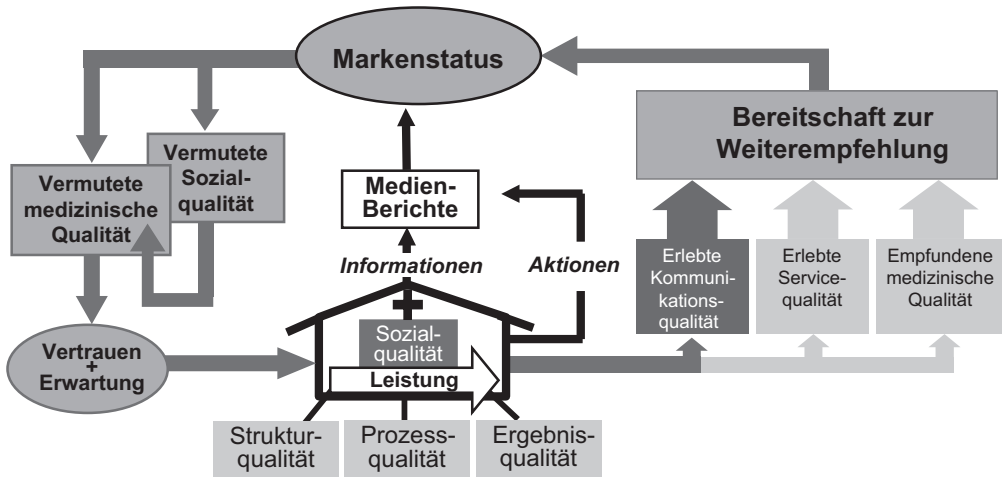 Markenstatus
Bereitschaft zur
Weiterempfehlung
Vermutete
Sozial-
qualität
Vermutete
medizinische
Qualität
Medien-
Berichte
Informationen
Aktionen
Erlebte
Kommuni-
kations-
qualität
Erlebte
Service-
qualität
Empfundene
medizinische
Qualität
Vertrauen
+
Erwartung
Sozial-
qualität
Leistung
Struktur-
qualität
Prozess-
qualität
Ergebnis-
qualität